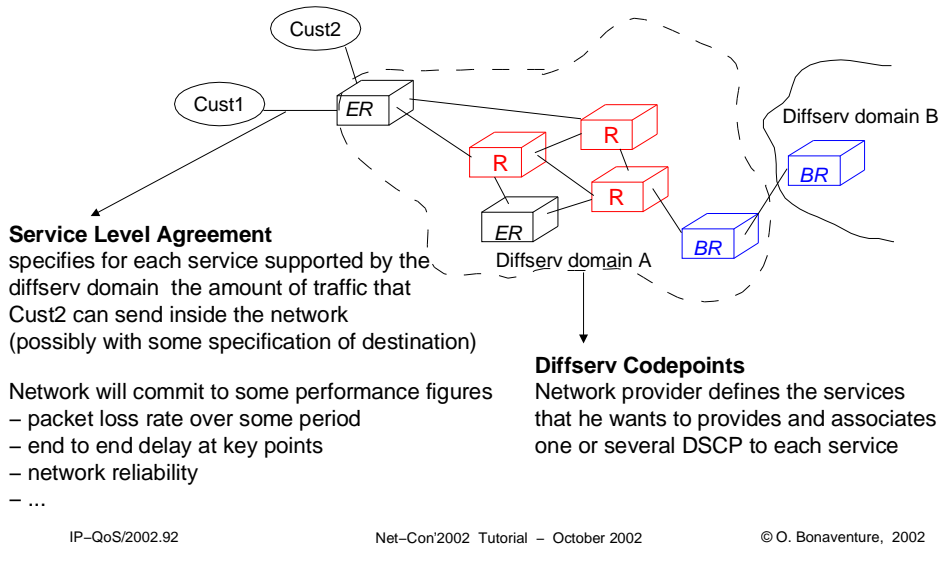 Cust2
Cust1
ER
R
R
R
ER
BR
BR
Diffserv domain B
Diffserv domain A
Service Level Agreement
specifies for each service supported by the
diffserv domain the amount of traffic that
Cust2 can send inside the network
(possibly with some specification of destination)
Network will commit to some performance figures
− packet loss rate over some period
− end to end delay at key points
− network reliability
− ...
Diffserv Codepoints
Network provider defines the services
that he wants to provides and associates
one or several DSCP to each service
IP−QoS/2002.92
Net−Con'2002 Tutorial − October 2002
© O. Bonaventure, 2002